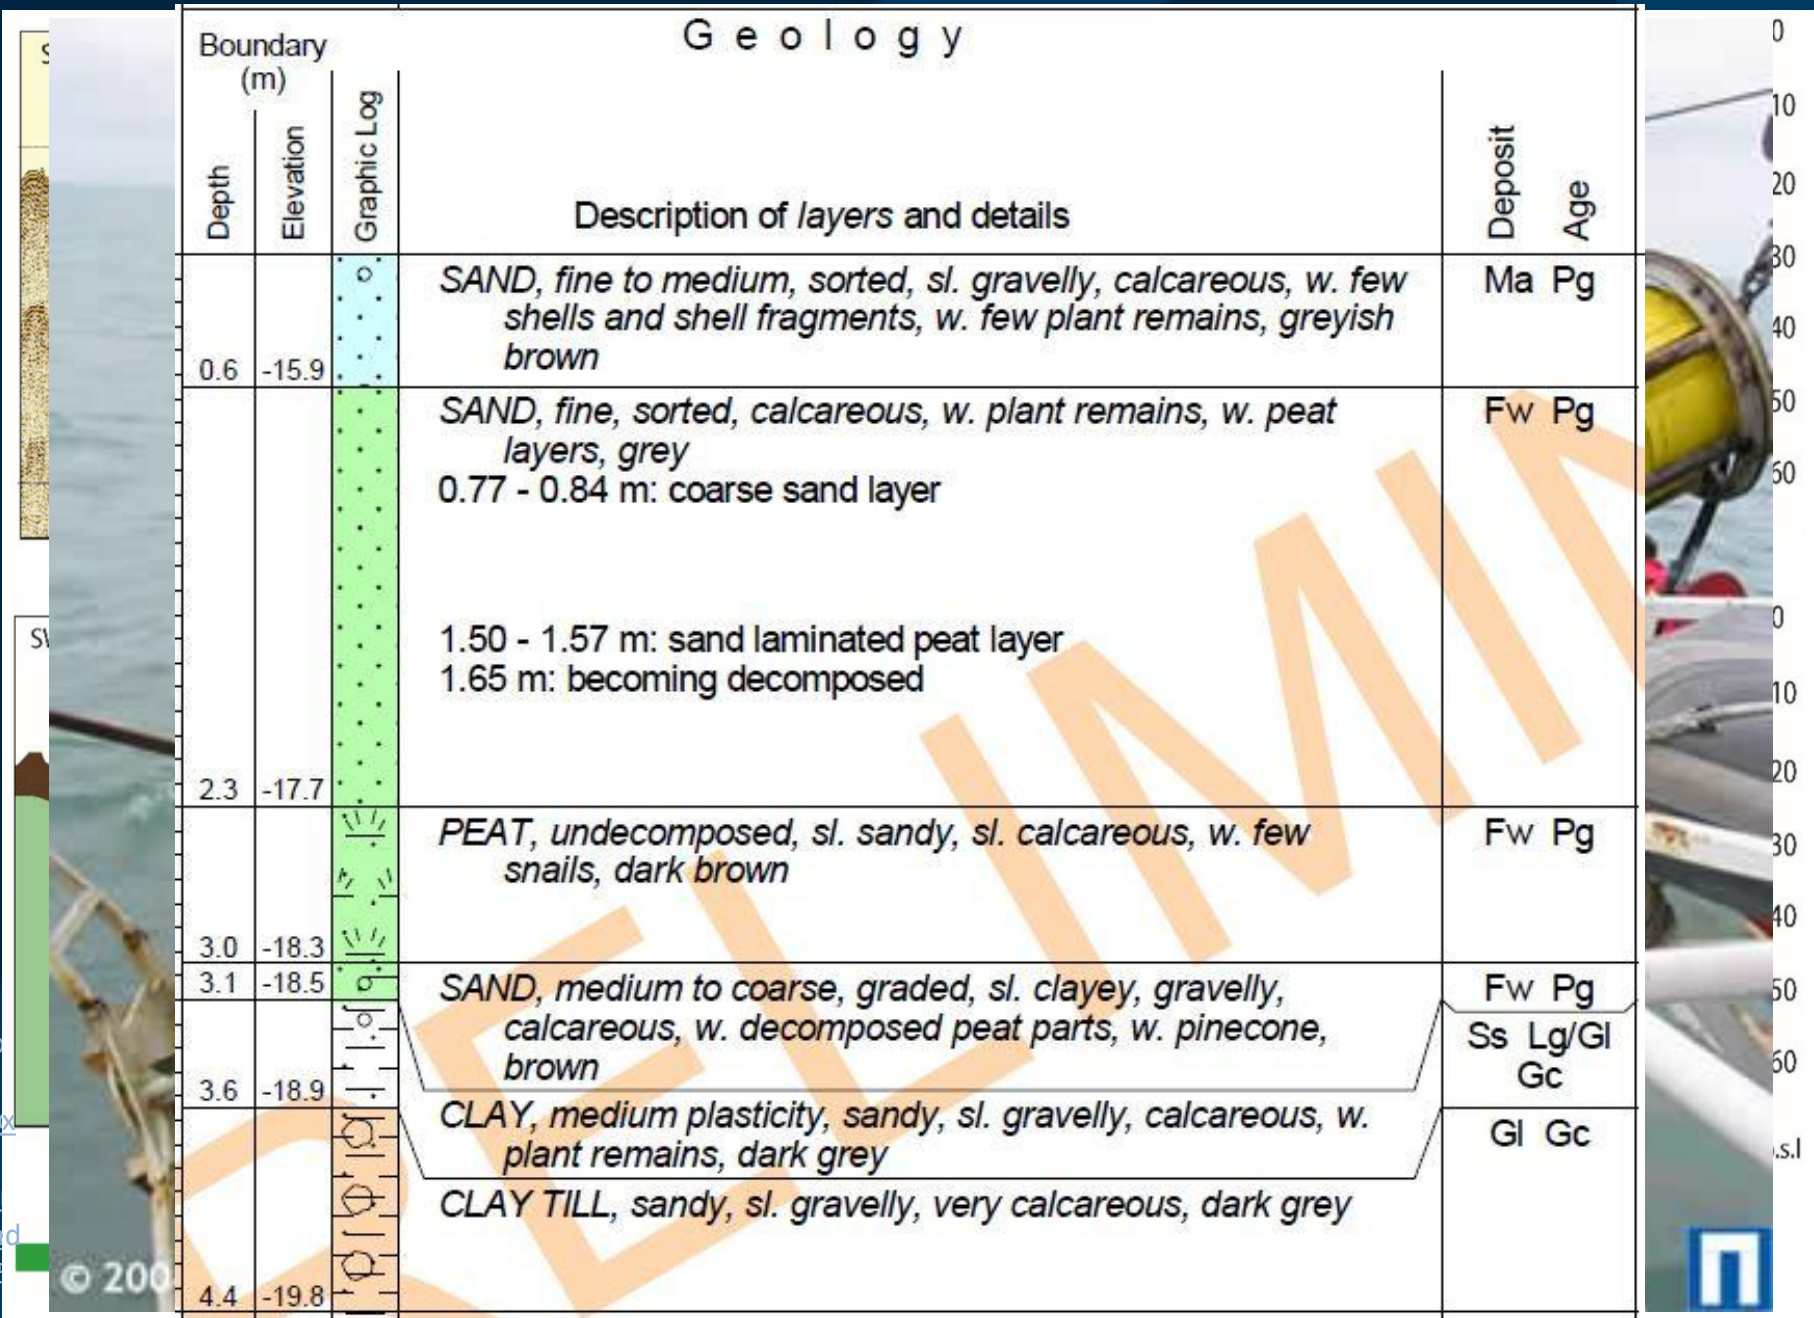 Geology
Boundary
(m)
Depth
Elevation
Graphic Log
Description of layers and details
Deposit
Age
SAND, fine to medium, sorted, sl. gravelly, calcareous, w. few
shells and shell fragments, w. few plant remains, greyish
brown
0.6 -15.9
Ma Pg
SAND, fine, sorted, calcareous, w. plant remains, w. peat
layers, grey
0.77 - 0.84 m: coarse sand layer
1.50 - 1.57 m: sand laminated peat layer
1.65 m: becoming decomposed
2.3 -17.7
Fw Pg
PEAT, undecomposed, sl. sandy, sl. calcareous, w. few
snails, dark brown
3.0 -18.3
Fw Pg
SAND, medium to coarse, graded, sl. clayey, gravelly,
calcareous, w. decomposed peat parts, w. pinecone,
brown
3.1 -18.5
Fw Pg
CLAY, medium plasticity, sandy, sl. gravelly, calcareous, w.
plant remains, dark grey
3.6 -18.9
Ss Lg/Gl
Gc
CLAY TILL, sandy, sl. gravelly, very calcareous, dark grey
4.4 -19.8
Gl Gc
RELIMIN
© 200
0
10
20
30
40
50
60
0
10
20
30
40
50
60
.s.l